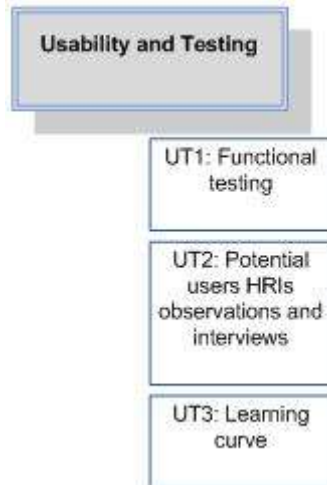 Usability and Testing
UT1: Functional
testing
UT2: Potential
users HRIs
observations and
interviews
UT3: Learning
curve